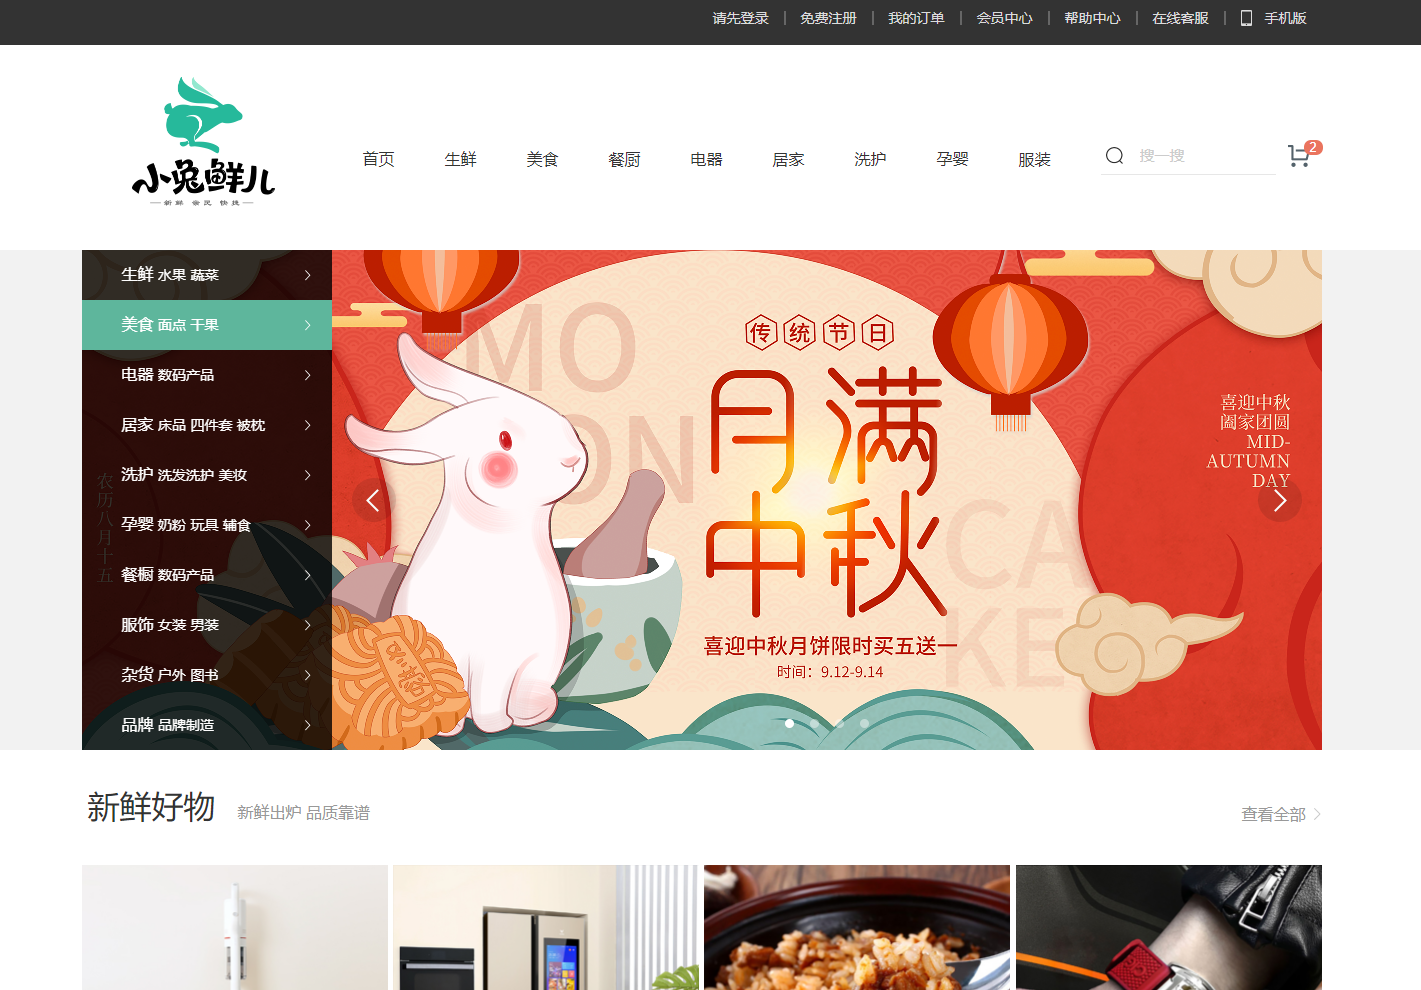 请先登录 | 免费注册 | 我的订单 | 会员中心 | 帮助中心 | 在线客服 | 手机版
小兔鲜儿
新鲜 亲民 快捷
首页 生鲜 美食 餐厨 电器 居家 洗护 孕婴 服装
搜一搜
2
生鲜 水果 蔬菜
美食 面点 干果
电器 数码产品
居家 床品 四件套 被枕
洗护 洗发洗护 美妆
孕婴 奶粉 玩具 辅食
餐橱 数码产品
服饰 女装 男装
杂货 户外 图书
品牌 品牌制造
农历八月十五
MO
ON
传统节日
月满
中秋
CA
KE
喜迎中秋月饼限时买五送一
时间：9.12-9.14
喜迎中秋
阖家团圆
MID-
AUTUMN
DAY
新鲜好物 新鲜出炉 品质靠谱
查看全部